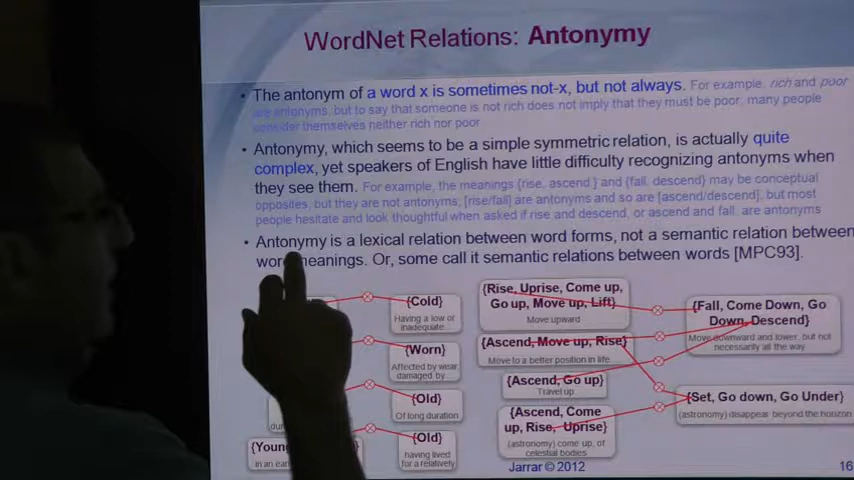 WordNet Relations: Antonymy
• The antonym of a word x is sometimes not-x, but not always. For example, rich and poor
are antonyms, but to say that someone is not rich does not imply that they must be poor, many people
consider themselves neither rich nor poor
• Antonymy, which seems to be a simple symmetric relation, is actually quite
complex, yet speakers of English have little difficulty recognizing antonyms when
they see them. For example, the meanings {rise, ascend } and {fall, descend} may be conceptual
opposites, but they are not antonyms, [rise/fall] are antonyms and so are [ascend/descend], but most
people hesitate and look thoughtful when asked if rise and descend, or ascend and fall, are antonyms
• Antonymy is a lexical relation between word forms, not a semantic relation between
meanings. Or, some call it semantic relations between words [MPC93].
{Cold}
Having a low or
inadequate
{Worn}
Affected by wear
damaged by
{Old}
Of long duration
{Young
in an
{Old}
having lived
for a relatively
{Rise, Uprise, Come up,
Go up, Move up, Lift}
Move upward
{Ascend, Move up, Rise}
Move to a better position in life
{Ascend, Go up}
Travel up
{Ascend, Come
up, Rise, Uprise}
(astronomy) come up, of
celestial bodies
{Fall, Come Down, Go
Down, Descend}
Move downward and lower, but not
necessarily all the way
{Set, Go down, Go Under}
(astronomy) disappear beyond the horizon
Jarrar © 2012
16